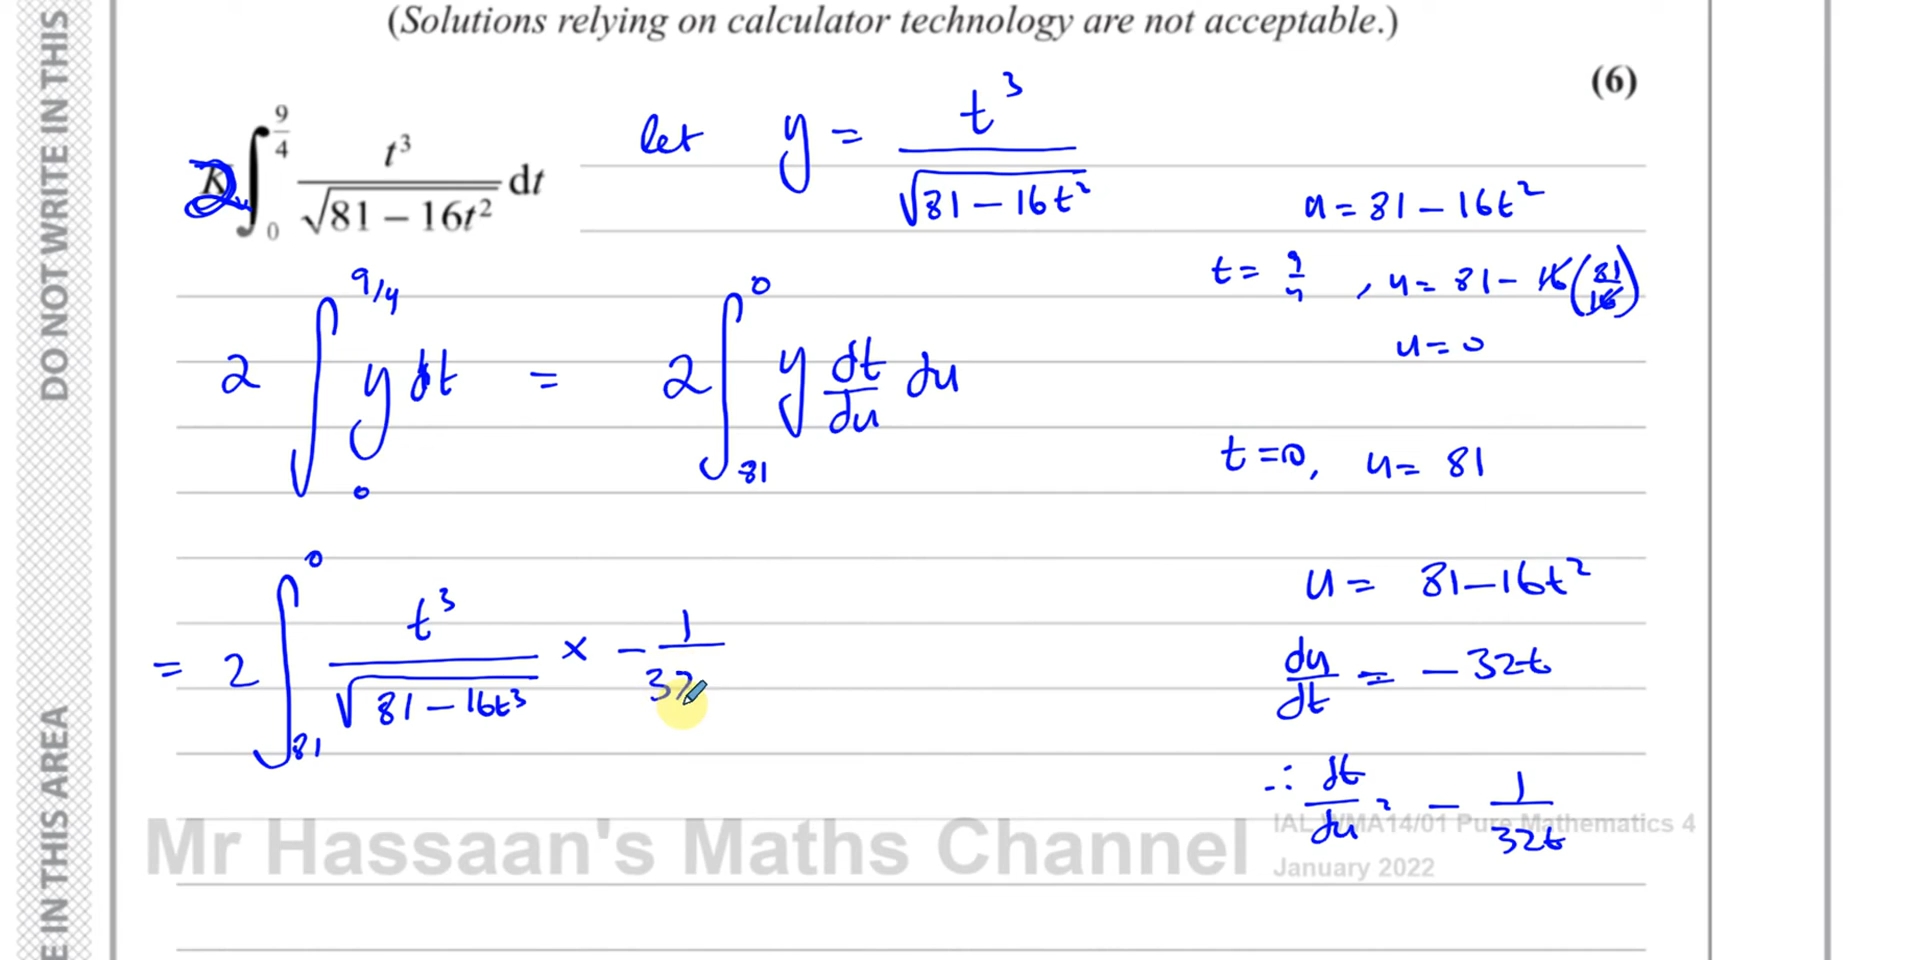 DO NOT WRITE IN THIS
E IN THIS AREA
(Solutions relying on calculator technology are not acceptable.)
(6)
2 ∫_0^{9/4} t³/√(81 – 16t²) dt
let y = t³/√(81 – 16t²)
u = 81 – 16t²
t = 9/4, u = 81 – 16(81/16)
u = 0
2 ∫_0^{9/4} y dt = 2 ∫_81^0 y dt/du du
t = 0, u = 81
= 2 ∫_81^0 t³/√(81 – 16t³) × – 1/32
u = 81 – 16t²
du/dt = – 32t
∴ dt/du = – 1/32t
Mr Hassaan's Maths Channel
IAL WMA14/01 Pure Mathematics 4
January 2022